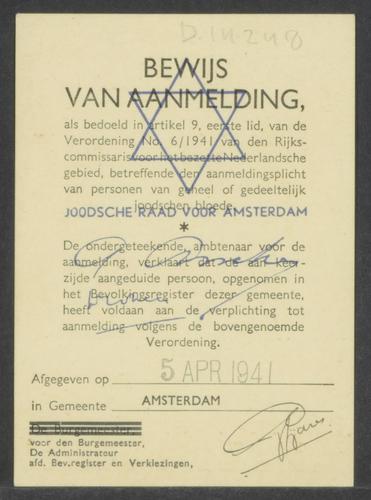 D.14.248
BEWIJS
VAN AANMELDING,
als bedoeld in artikel 9, eerste lid, van de
Verordening No. 6/1941 van den Rijks-
commissaris voor het bezette Nederlandsche
gebied, betreffende den aanmeldingsplicht
van personen van geheel of gedeeltelijk
joodschen bloede.
JOODSCHE RAAD VOOR AMSTERDAM
*
De ondergeteekende, ambtenaar voor de
aanmelding, verklaart dat de aan keer-
zijde aangeduide persoon, opgenomen in
het Bevolkingsregister dezer gemeente,
heeft voldaan aan de verplichting tot
aanmelding volgens de bovengenoemde
Verordening.
Afgegeven op 5 APR 1941
in Gemeente AMSTERDAM
De Burgemeester,
voor den Burgemeester,
De Administrateur
afd. Bev.register en Verkiezingen,